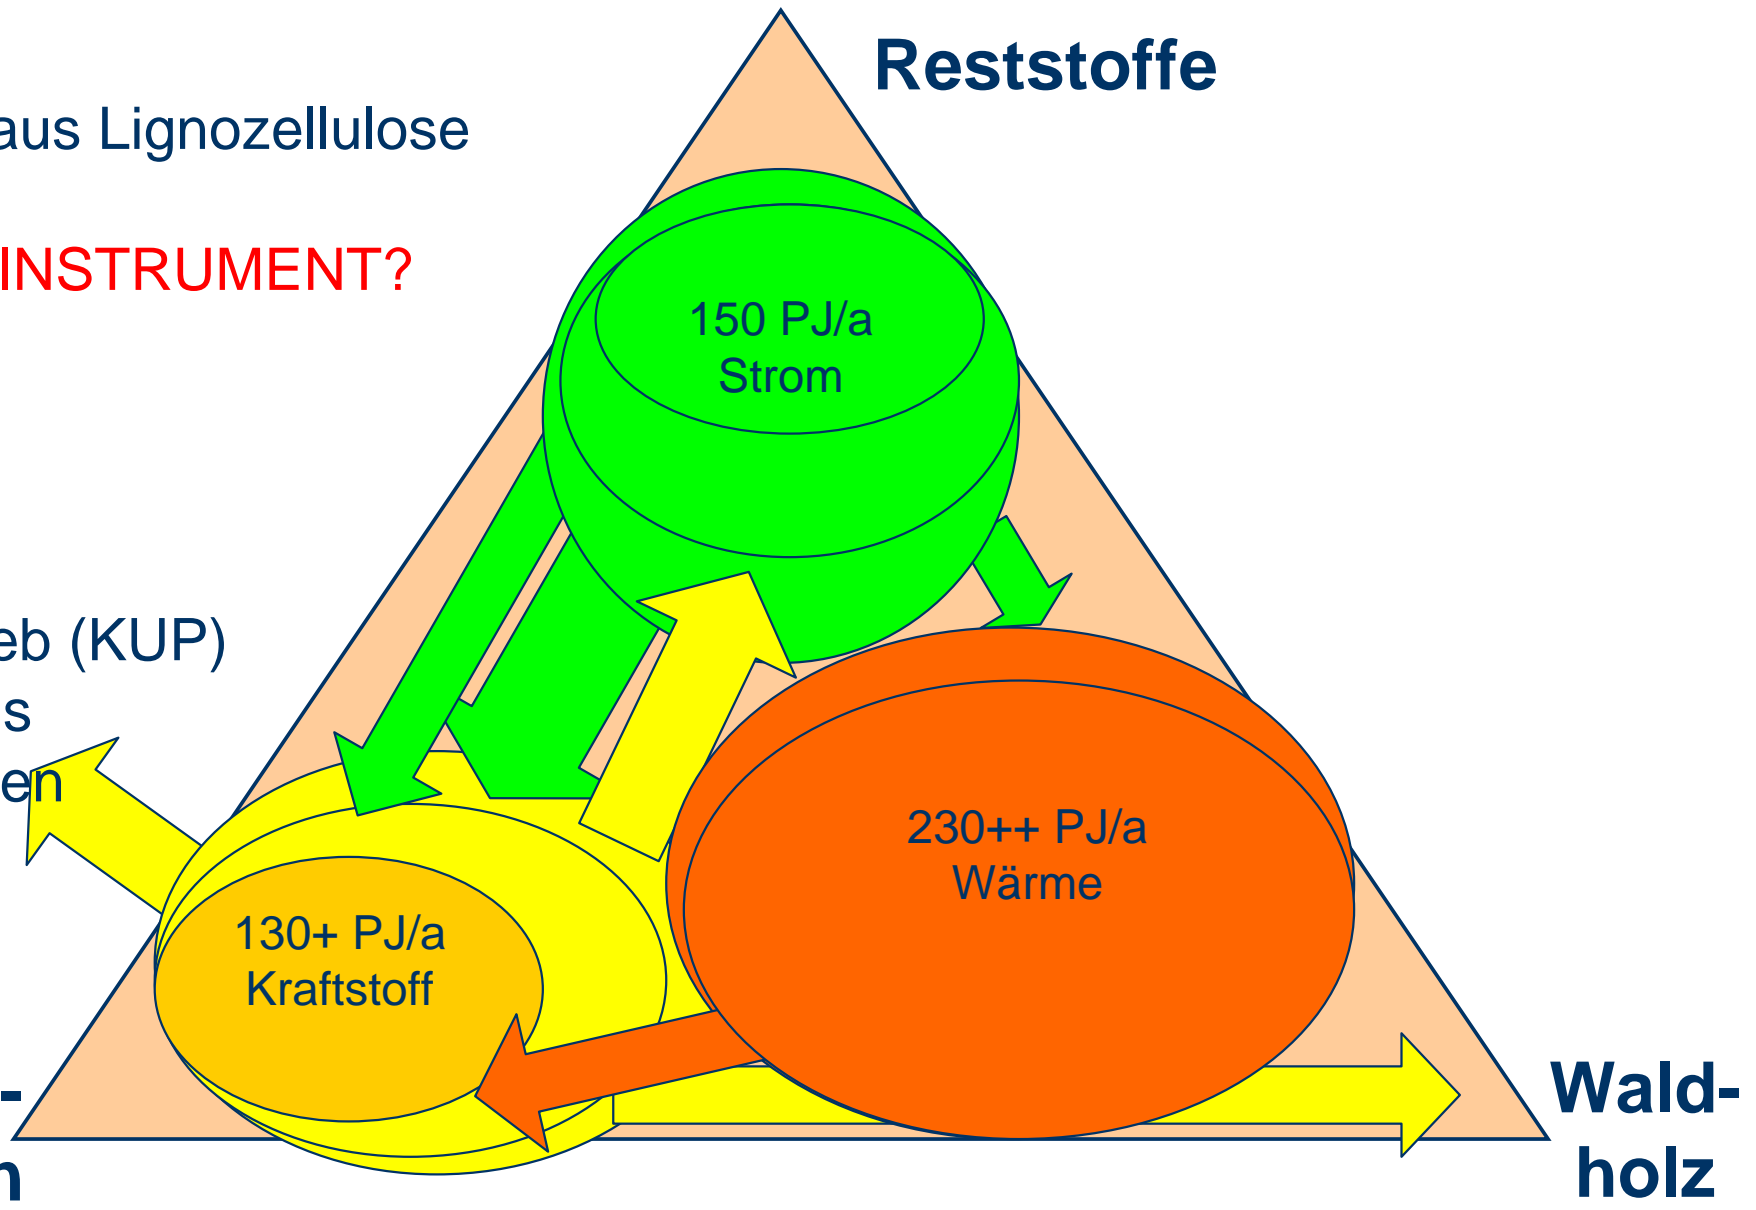 Reststoffe
aus Lignozellulose
INSTRUMENT?
150 PJ/a
Strom
eb (KUP)
s
en
230++ PJ/a
Wärme
130+ PJ/a
Kraftstoff
-
n
Wald-
holz